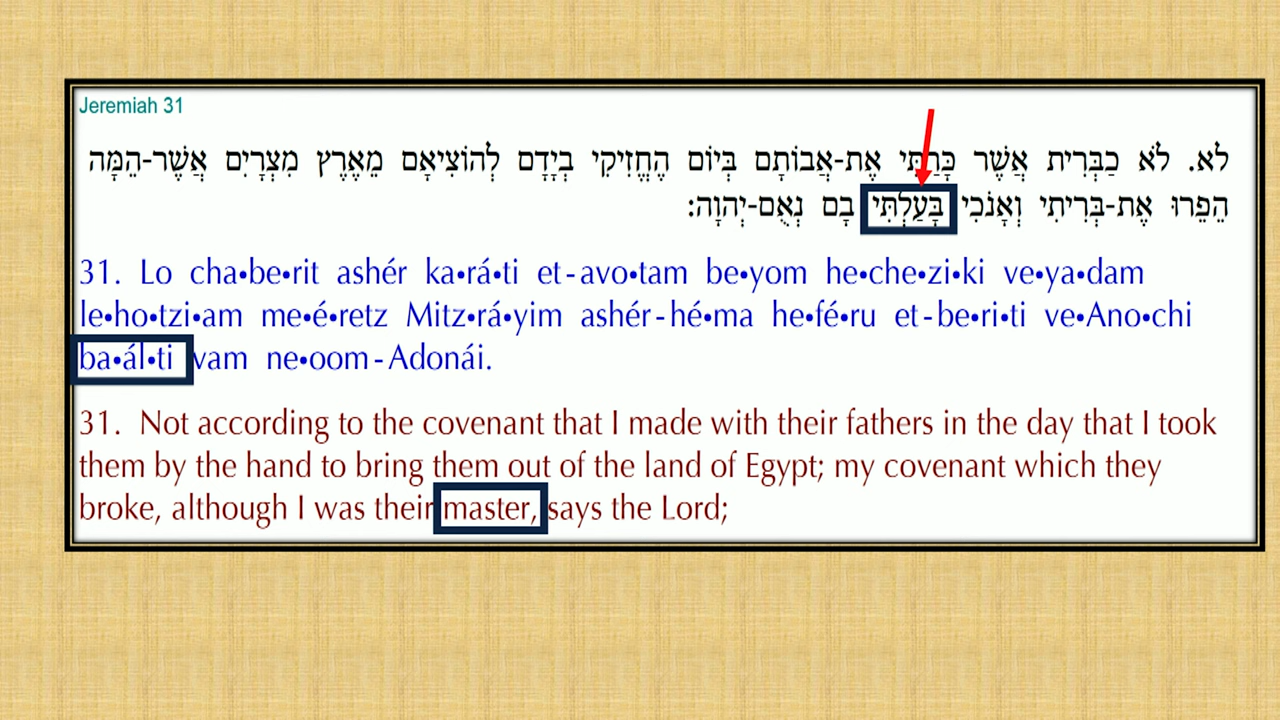 Jeremiah 31
לא. לֹא כַבְּרִית אֲשֶׁר כָּרַתִּי אֶת-אֲבוֹתָם בְּיוֹם הֶחֱזִיקִי בְיָדָם לְהוֹצִיאָם מֵאֶרֶץ מִצְרָיִם אֲשֶׁר-הֵמָּה
הֵפֵרוּ אֶת-בְּרִיתִי וְאָנֹכִי בָּעַלְתִּי בָם נְאֻם-יְהוָה:
31. Lo cha•be•rit ashér ka•rá•ti et-avo•tam be•yom he•che•zi•ki ve•ya•dam
le•ho•tzi•am me•é•retz Mitz•rá•yim ashér-hé•ma he•fé•ru et-be•ri•ti ve•Ano•chi
ba•ál•ti vam ne•oom-Adonái.
31. Not according to the covenant that I made with their fathers in the day that I took
them by the hand to bring them out of the land of Egypt; my covenant which they
broke, although I was their master, says the Lord;